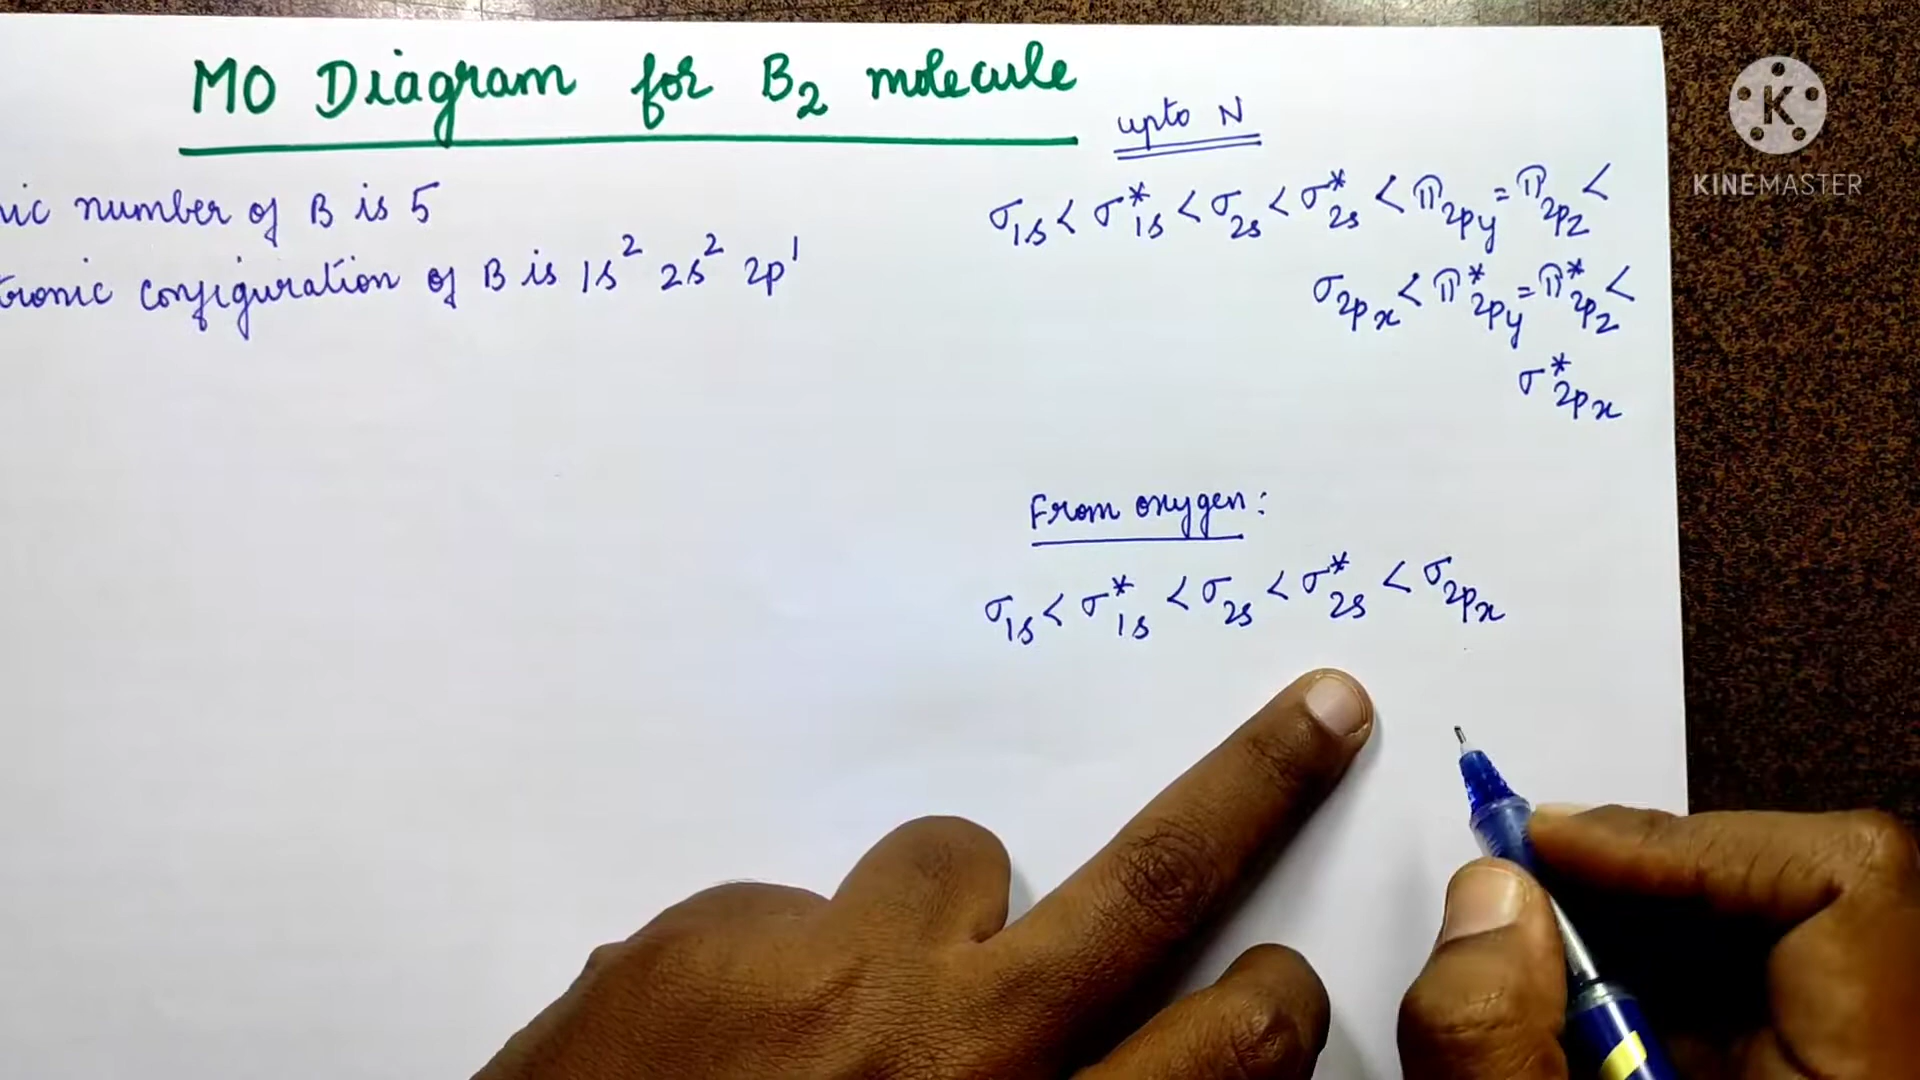 MO Diagram for B₂ molecule
nic number of B is 5
tronic configuration of B is 1s² 2s² 2p¹
upto N
σ1s < σ*1s < σ2s < σ*2s < π2py = π2pz <
σ2px < π*2py = π*2pz <
σ*2px
From oxygen:
σ1s < σ*1s < σ2s < σ*2s < σ2px
K
KINEMASTER